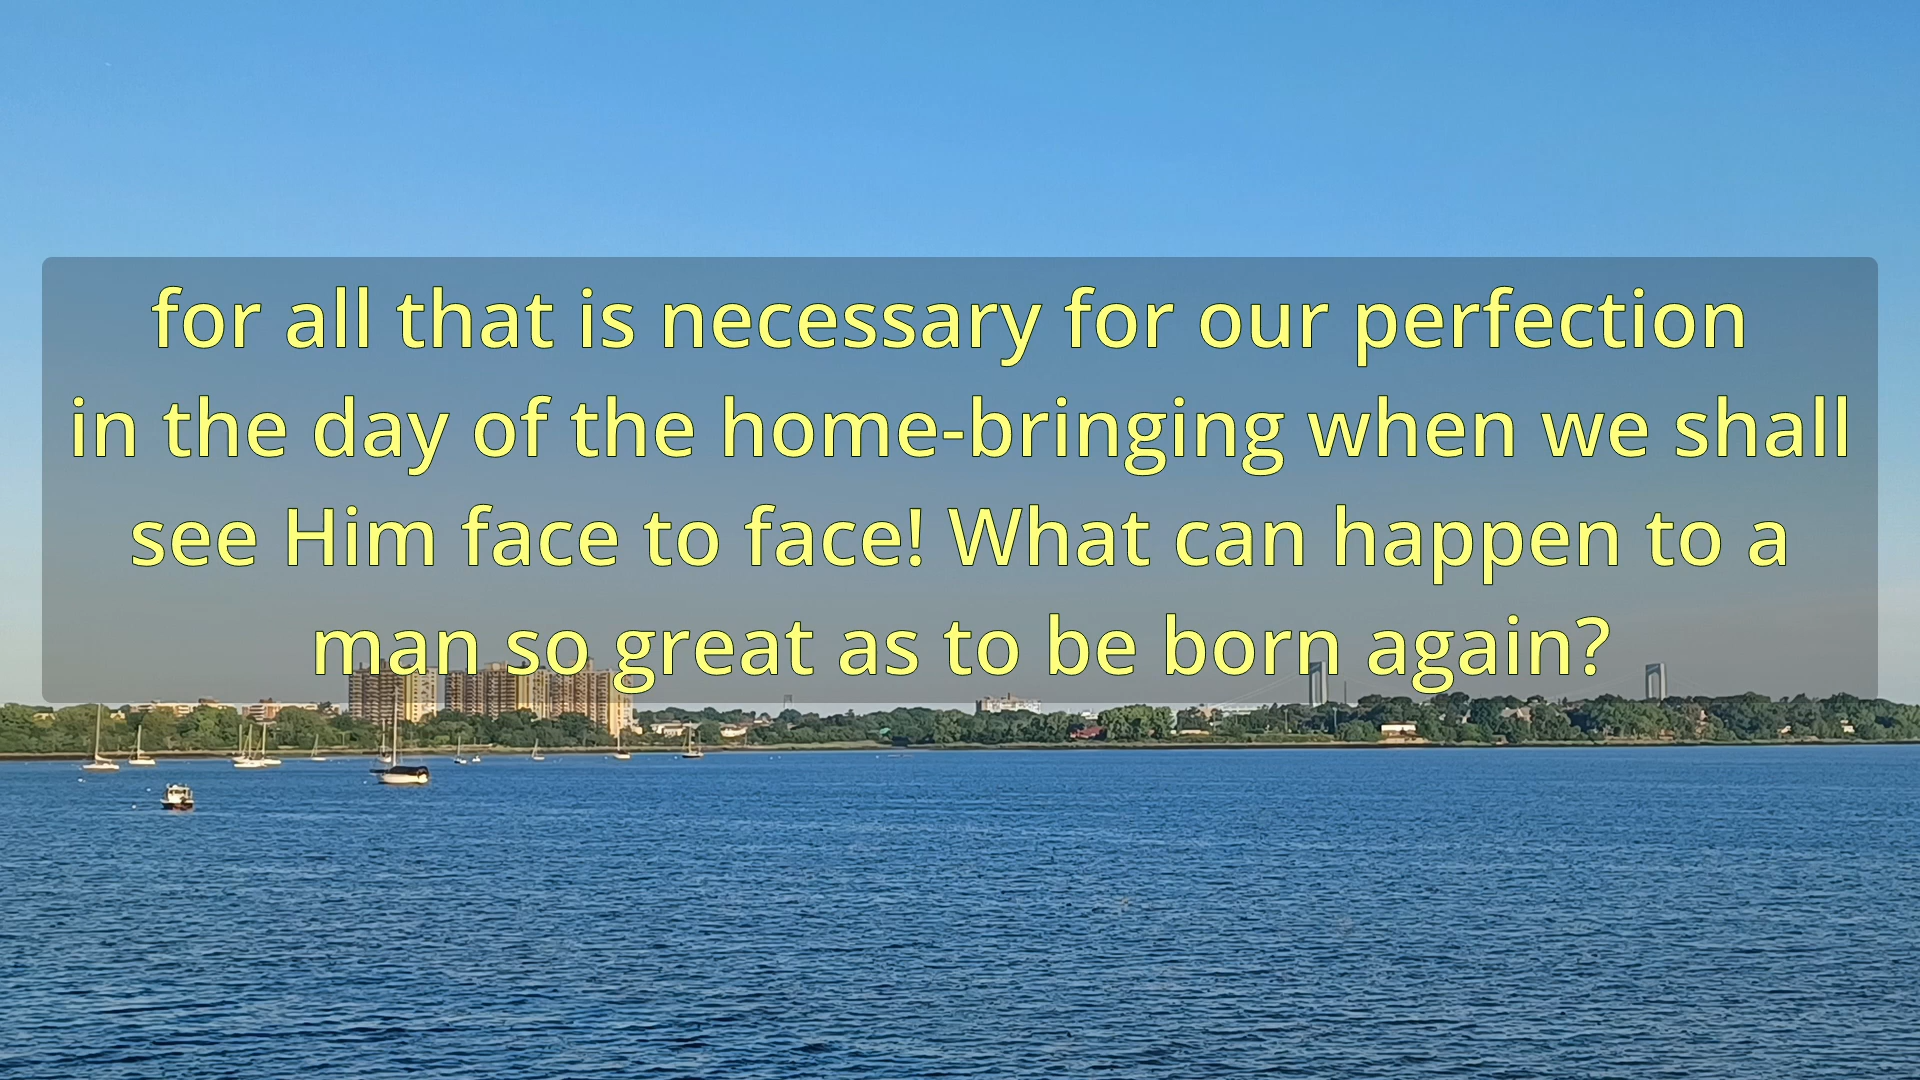 for all that is necessary for our perfection
in the day of the home-bringing when we shall
see Him face to face! What can happen to a
man so great as to be born again?